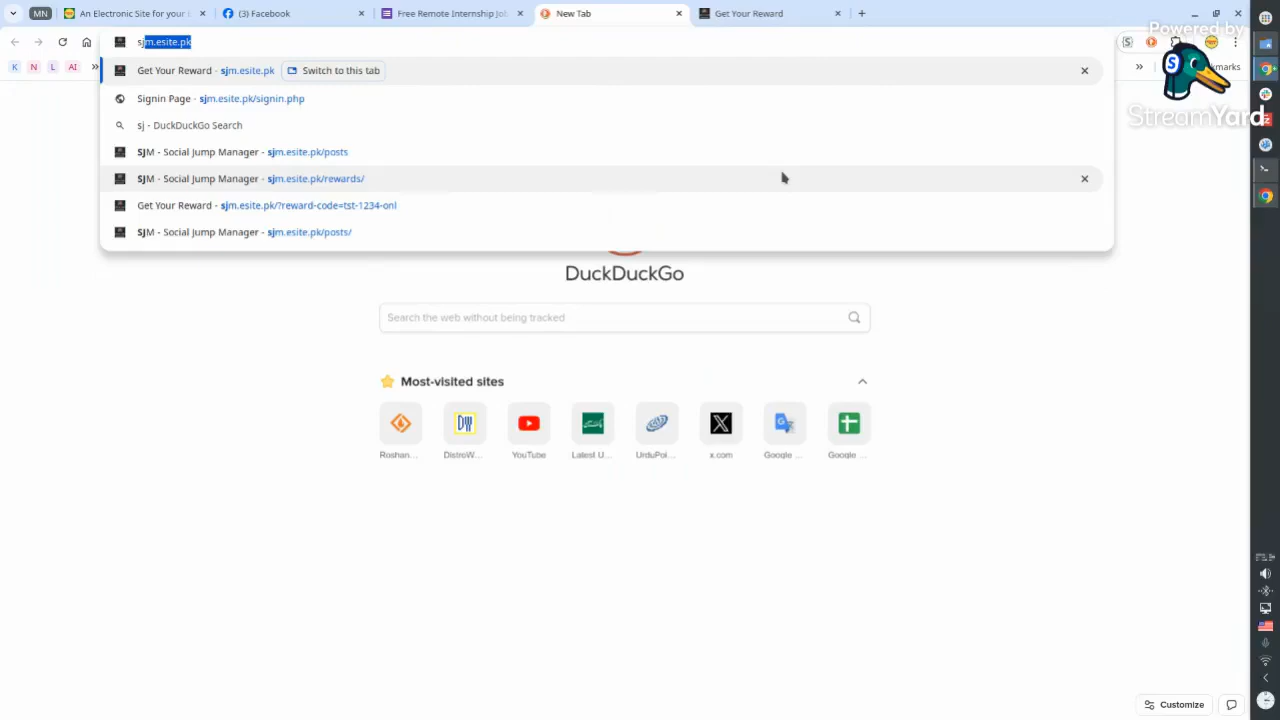 MN
An Electronic Site for your
(3) Facebook
Free Remote Internship Job
New Tab
Get Your Reward
Powered by
StreamYard
sjm.esite.pk
K N L AI
Bookmarks
Get Your Reward - sjm.esite.pk Switch to this tab
Signin Page - sjm.esite.pk/signin.php
sj - DuckDuckGo Search
SJM - Social Jump Manager - sjm.esite.pk/posts
SJM - Social Jump Manager - sjm.esite.pk/rewards/
Get Your Reward - sjm.esite.pk/?reward-code=tst-1234-onl
SJM - Social Jump Manager - sjm.esite.pk/posts/
DuckDuckGo
Search the web without being tracked
Most-visited sites
Roshan... DistroW... YouTube Latest U... UrduPoi... x.com Google ... Google ...
Customize